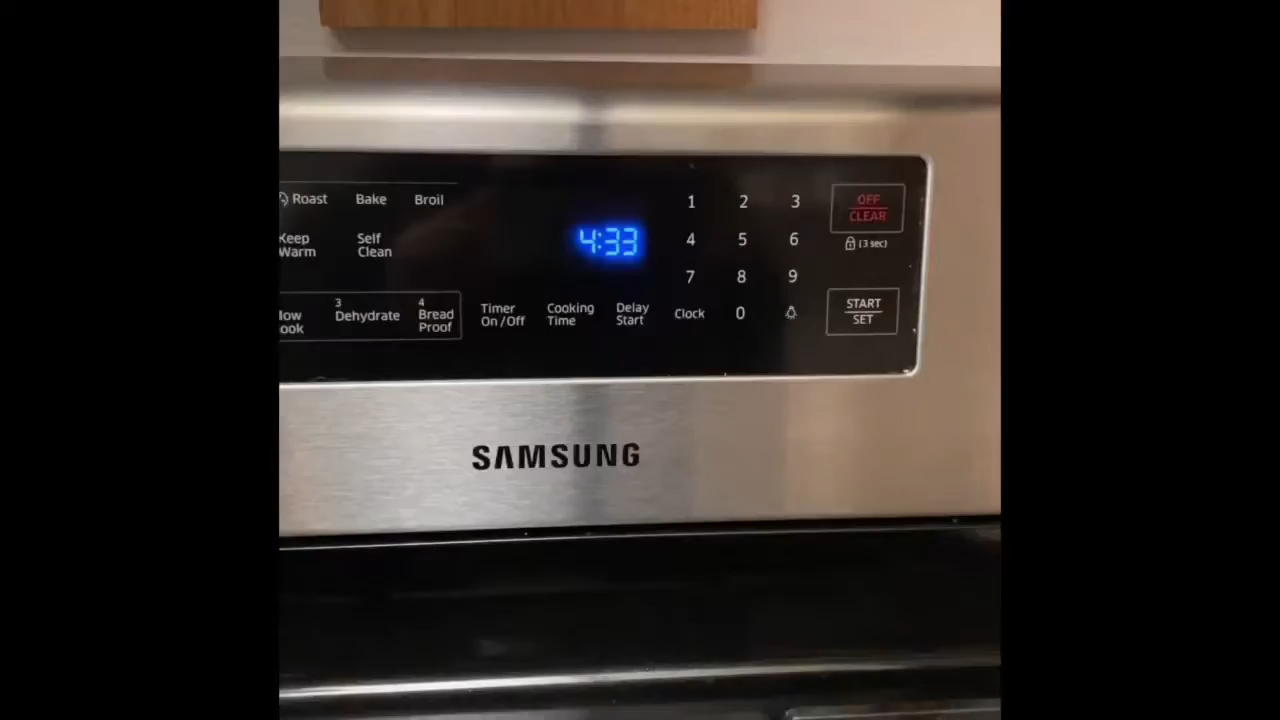 Roast Bake Broil
Keep
Warm
Self
Clean
4:33
1 2 3
4 5 6
7 8 9
0
OFF
CLEAR
(3 sec)
START
SET
3
Dehydrate
4
Bread
Proof
Timer
On/Off
Cooking
Time
Delay
Start
Clock
SAMSUNG